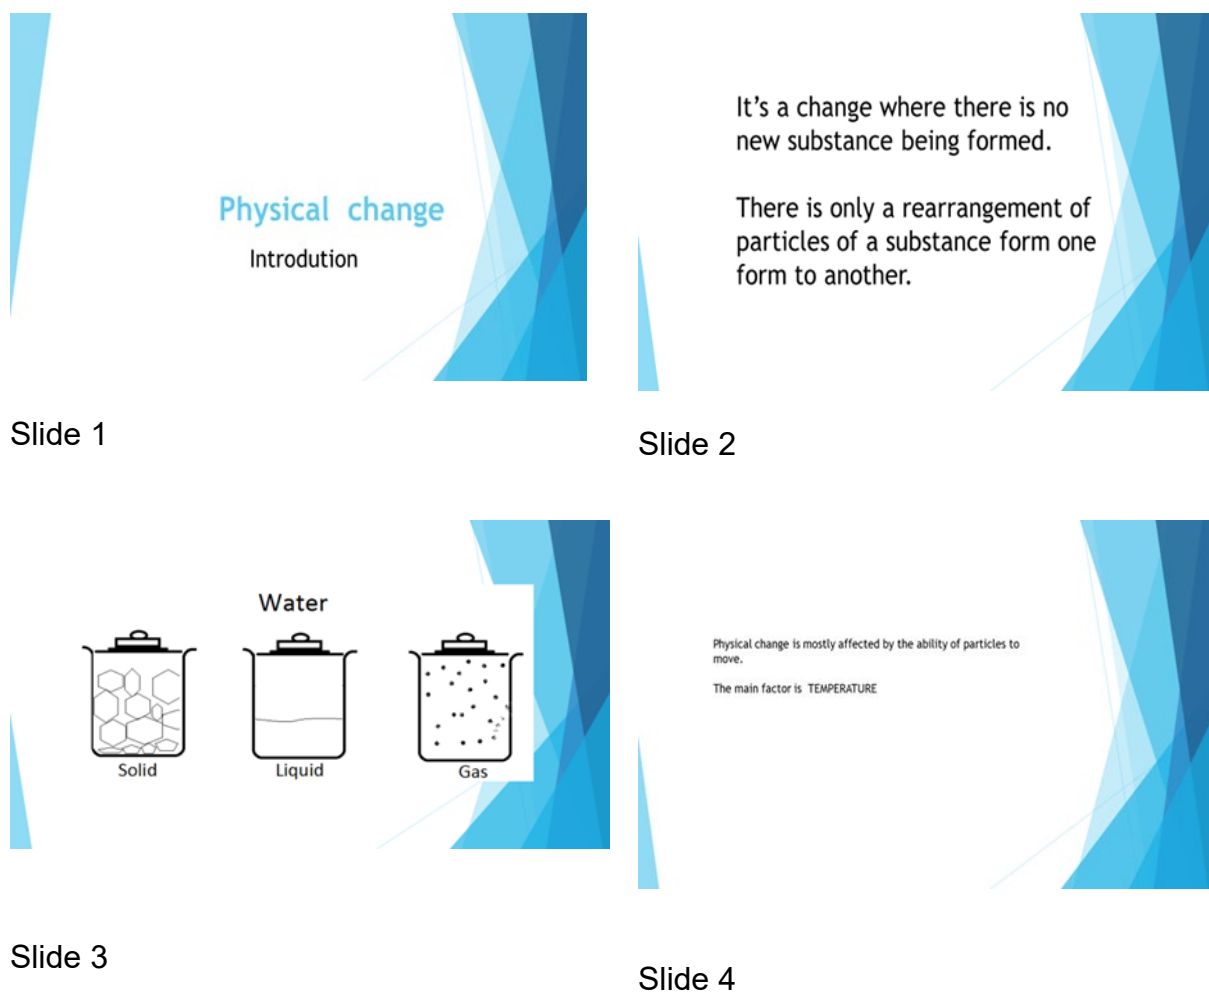 Physical change
Introdution
Slide 1
It's a change where there is no
new substance being formed.
There is only a rearrangement of
particles of a substance form one
form to another.
Slide 2
Water
Solid
Liquid
Gas
Slide 3
Physical change is mostly affected by the ability of particles to
move.
The main factor is TEMPERATURE
Slide 4